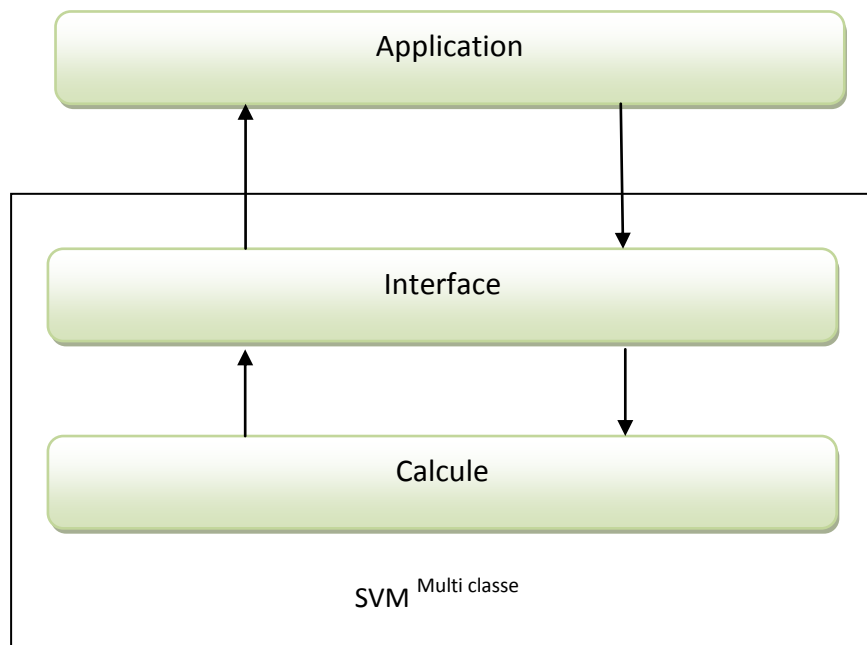 Application
Interface
Calcule
SVM Multi classe